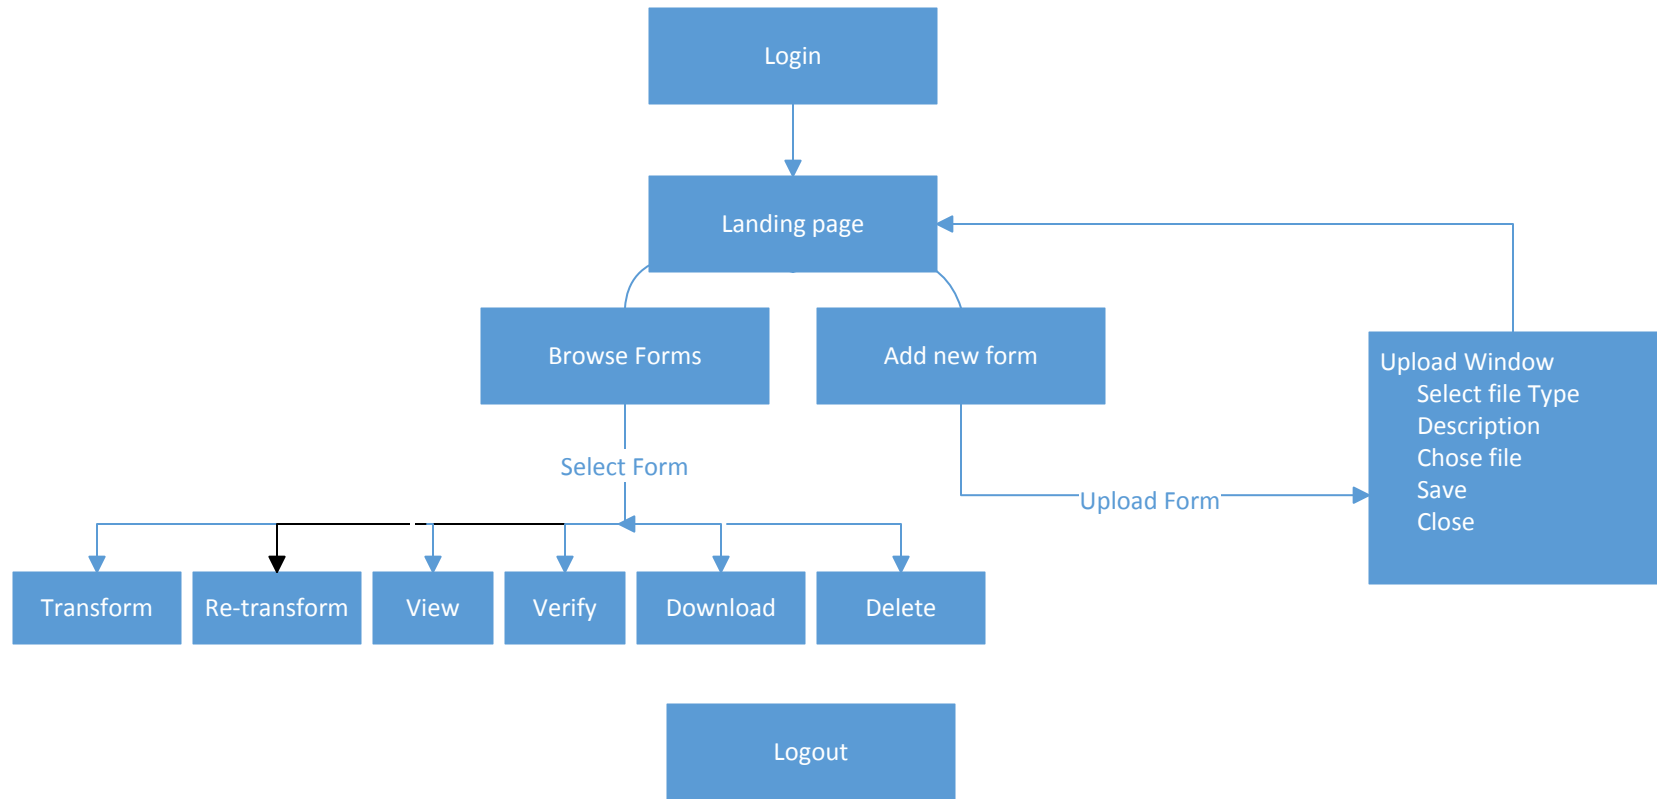 Login
Landing page
Browse Forms
Add new form
Upload Window
Select file Type
Description
Chose file
Save
Close
Select Form
Upload Form
Transform
Re-transform
View
Verify
Download
Delete
Logout